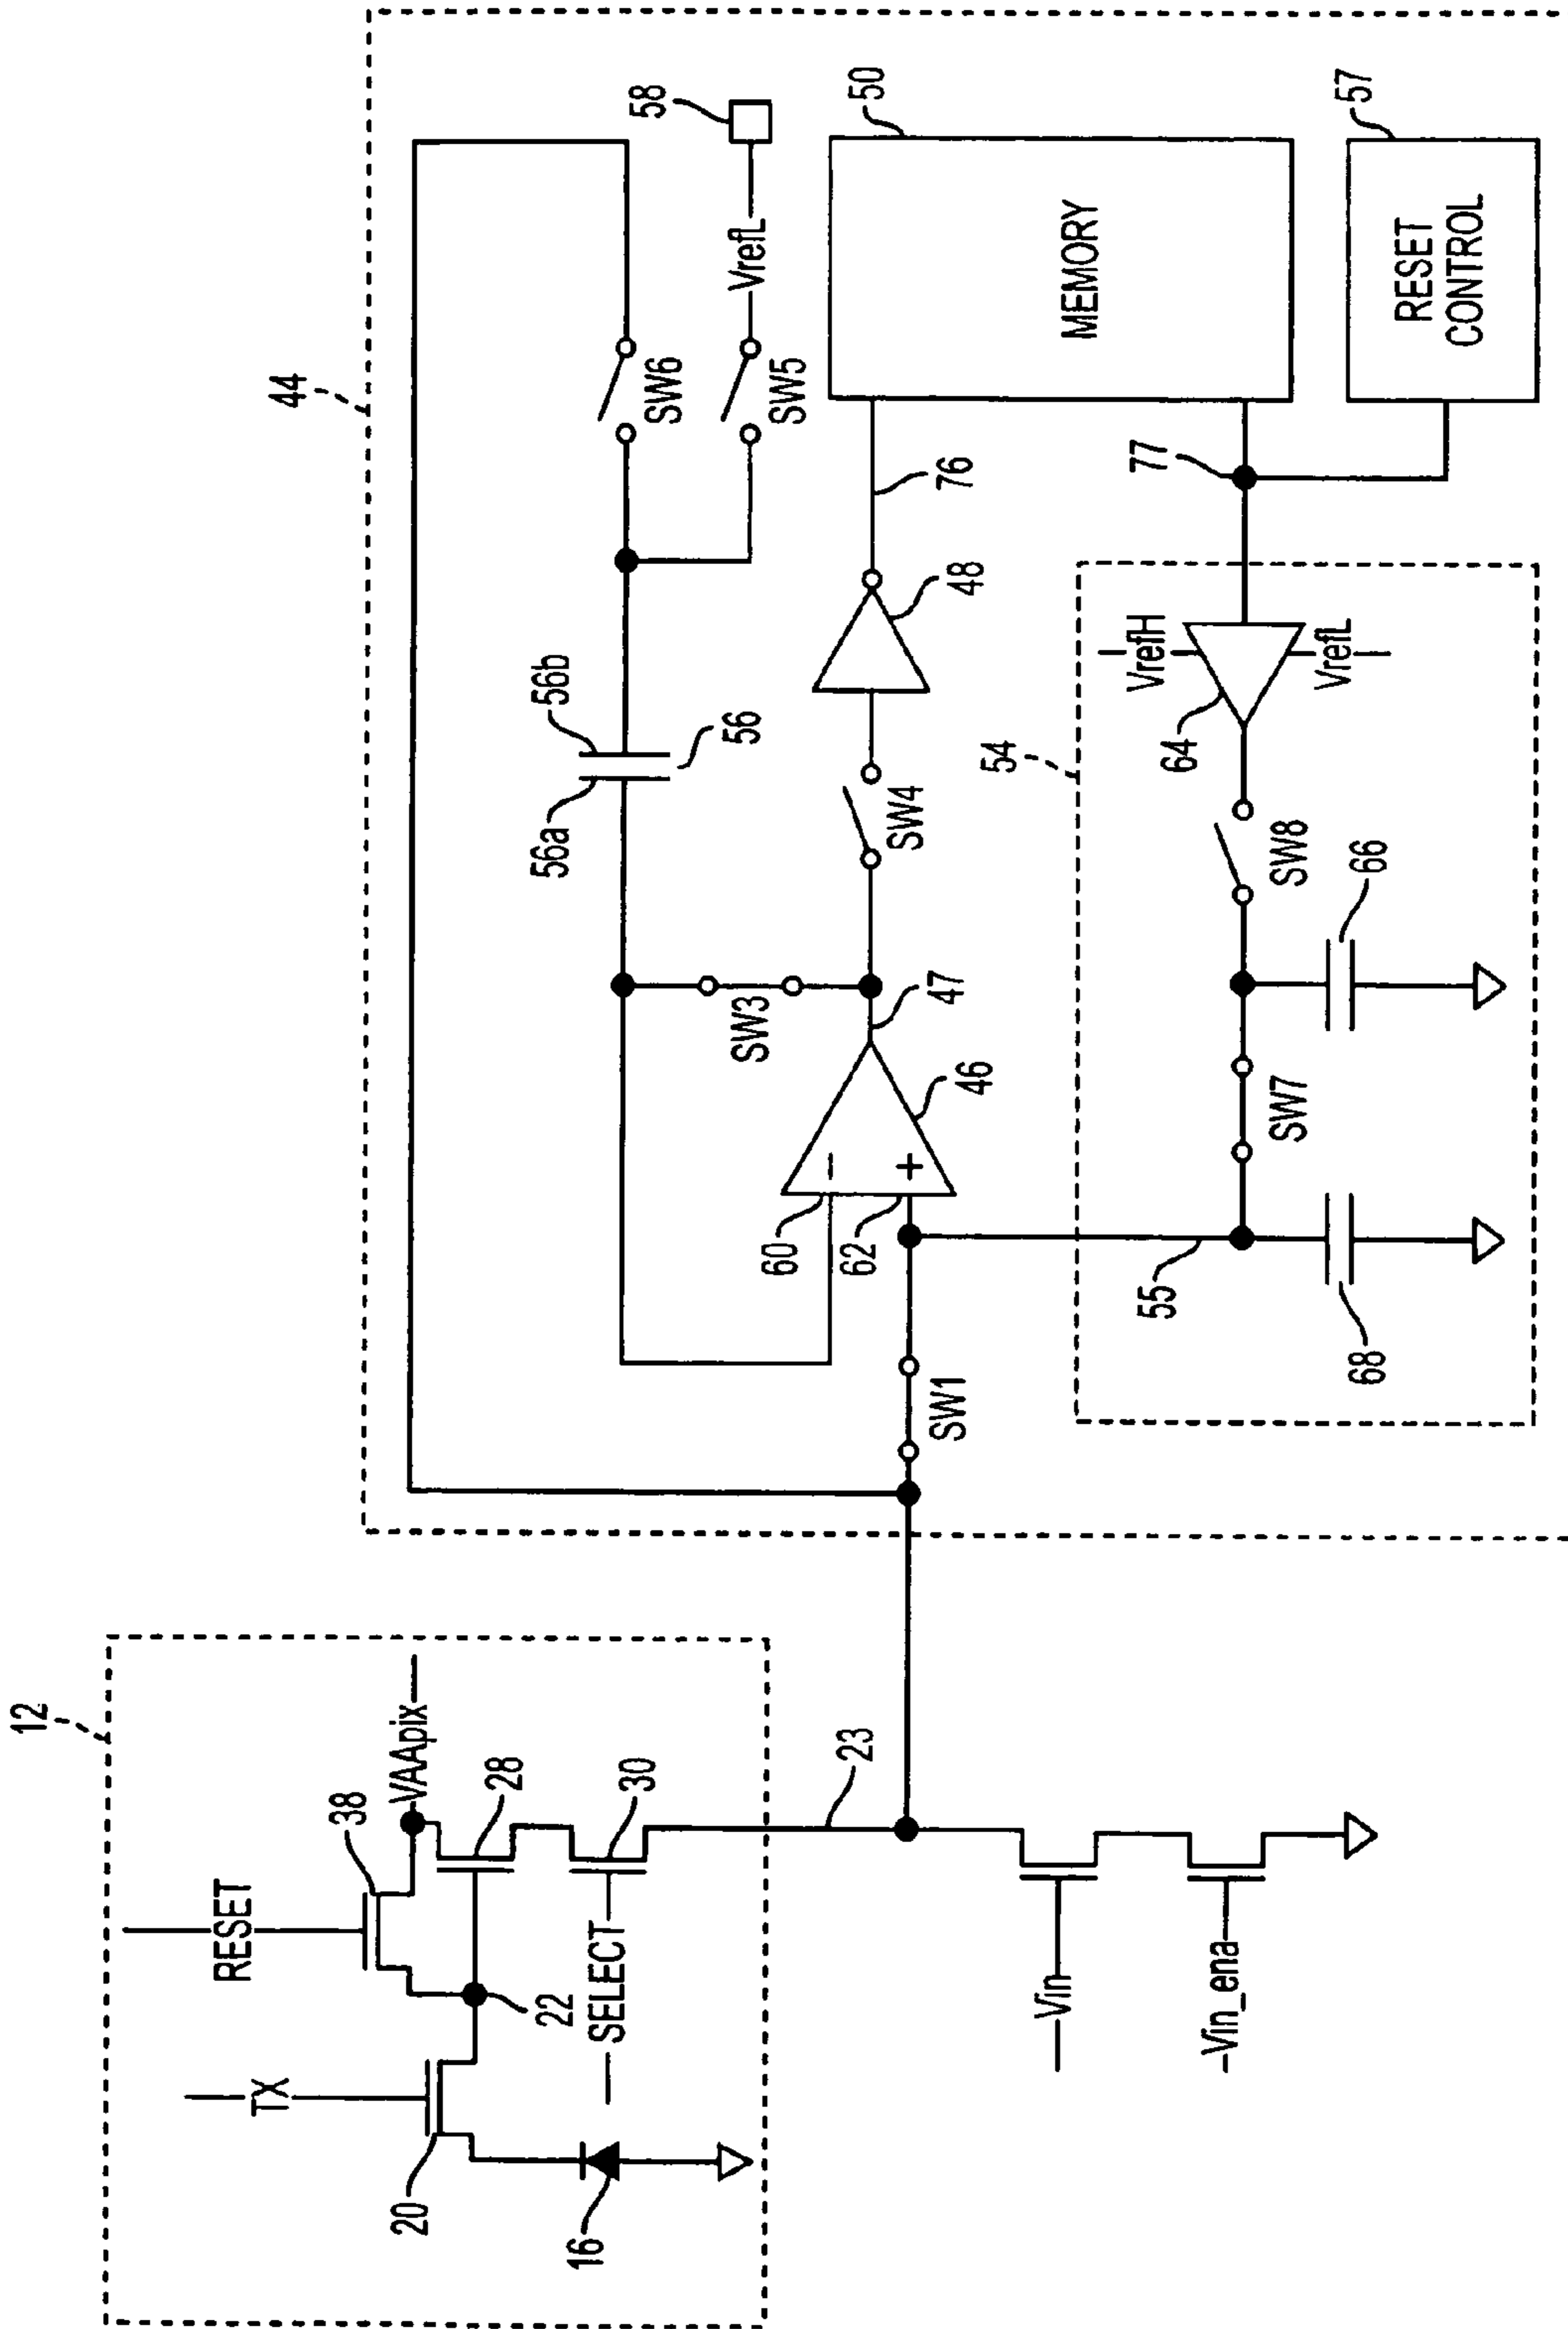 12
RESET
38
VAApix
TX
20
22
28
SELECT
30
16
23
Vin
Vin_ena
44
58
SW6
VrefL
SW5
56a
56b
56
50
MEMORY
76
48
SW4
SW3
47
46
60
−
62
+
SW1
55
54
77
57
RESET
CONTROL
VrefH
64
VrefL
SW8
66
SW7
68